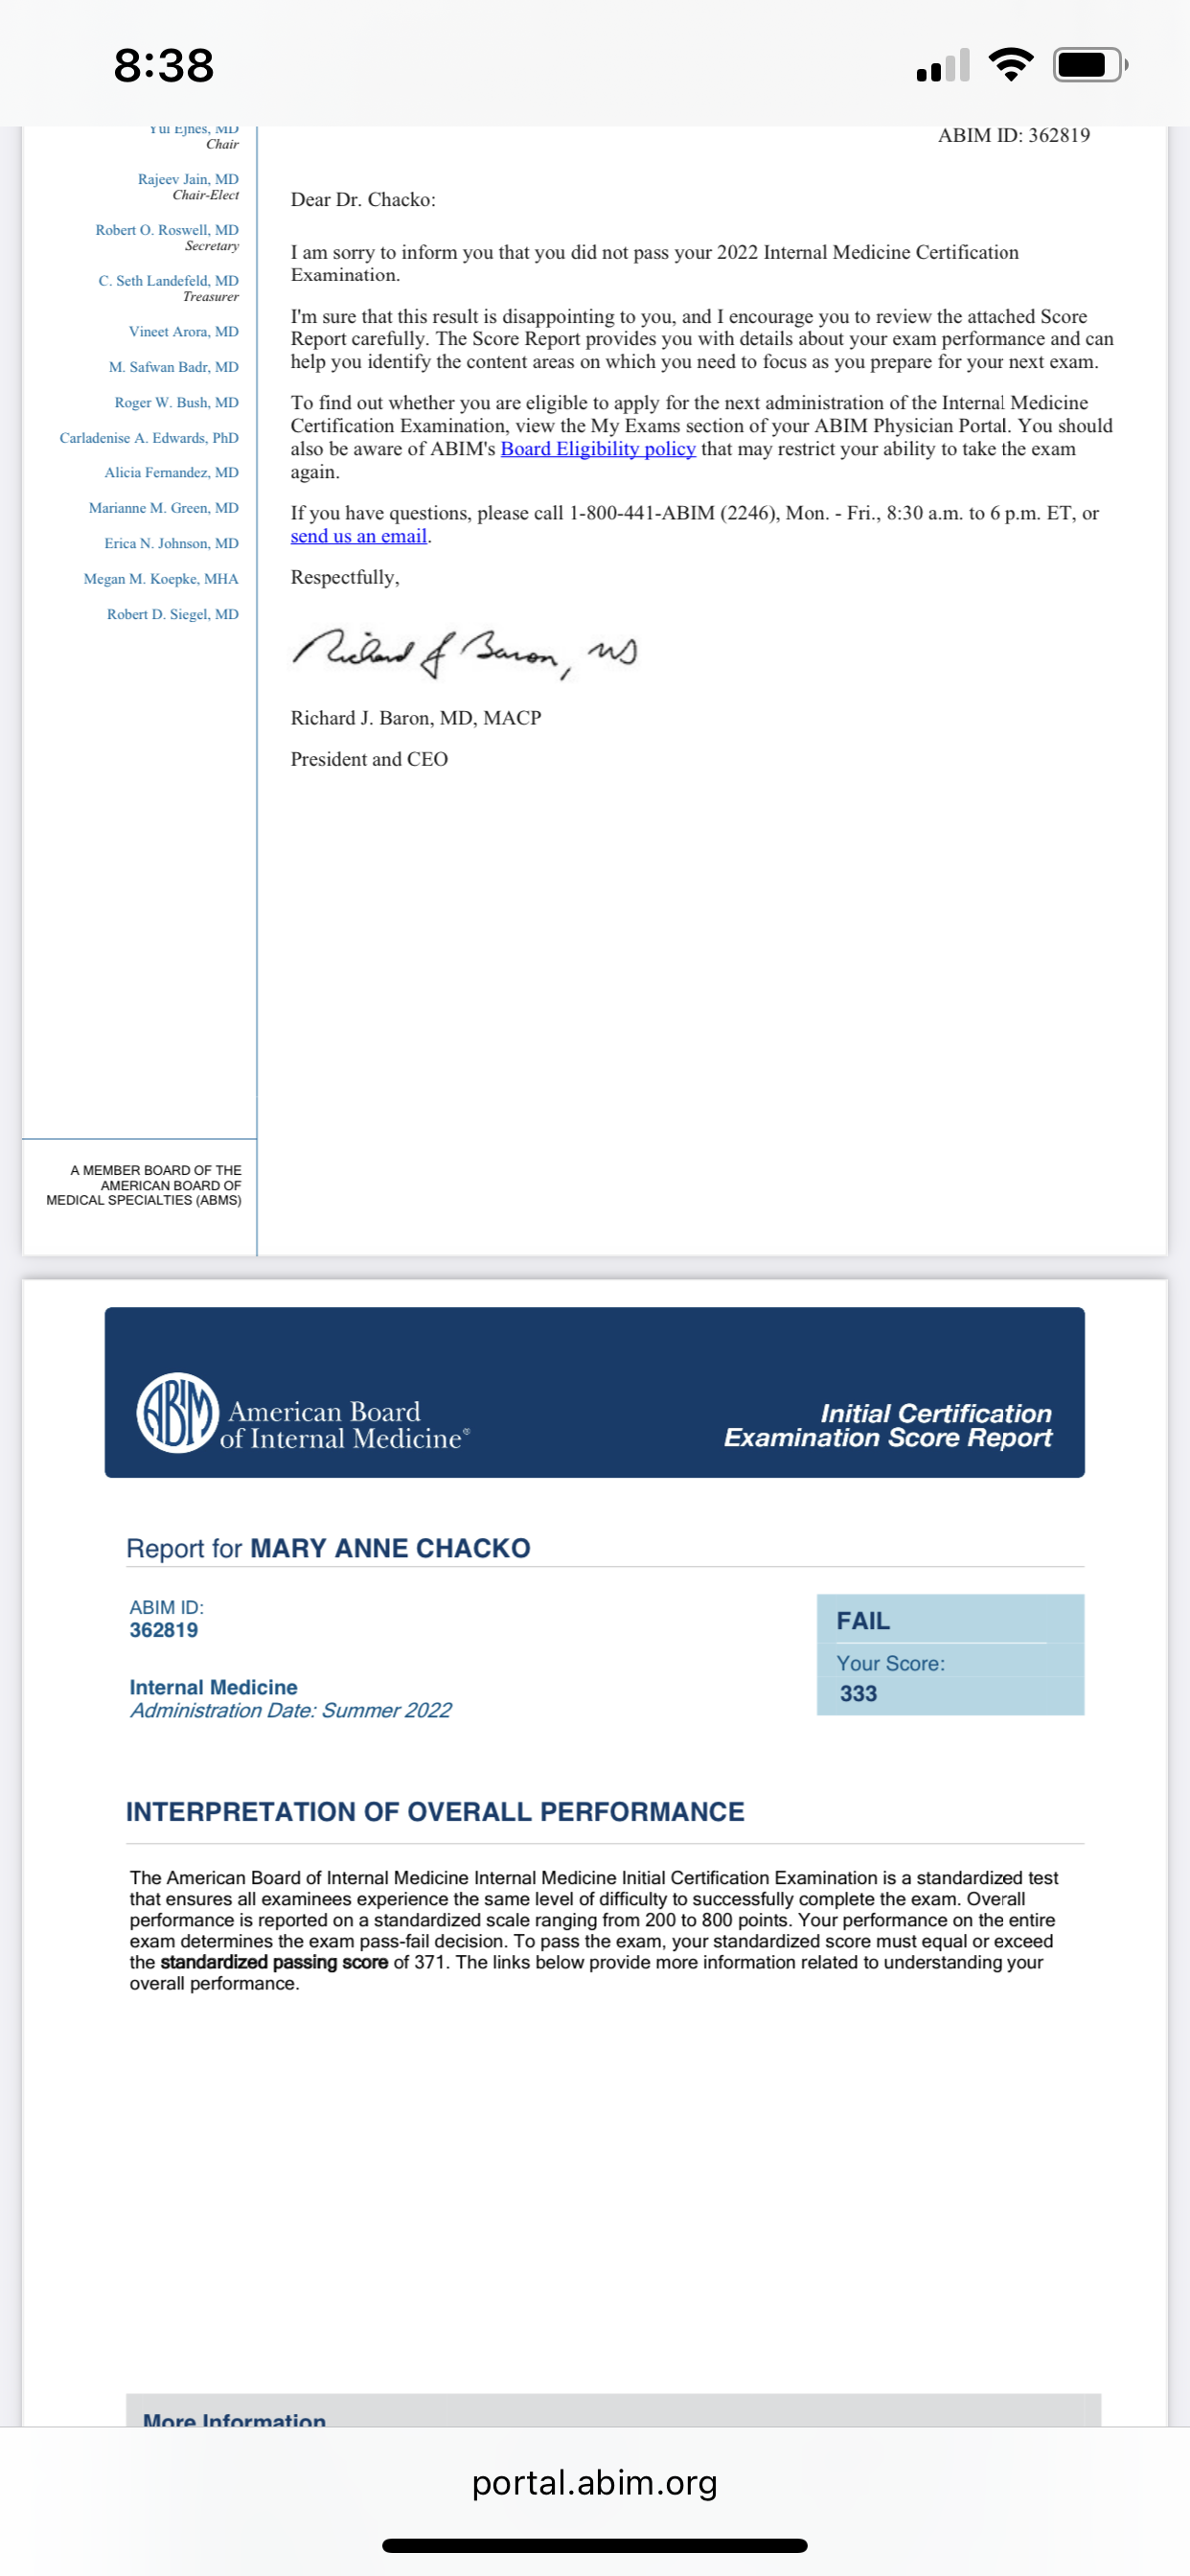 8:38
Yul Ejnes, MD
Chair
Rajeev Jain, MD
Chair-Elect
Robert O. Roswell, MD
Secretary
C. Seth Landefeld, MD
Treasurer
Vineet Arora, MD
M. Safwan Badr, MD
Roger W. Bush, MD
Carladenise A. Edwards, PhD
Alicia Fernandez, MD
Marianne M. Green, MD
Erica N. Johnson, MD
Megan M. Koepke, MHA
Robert D. Siegel, MD
A MEMBER BOARD OF THE
AMERICAN BOARD OF
MEDICAL SPECIALTIES (ABMS)
ABIM ID: 362819
Dear Dr. Chacko:
I am sorry to inform you that you did not pass your 2022 Internal Medicine Certification
Examination.
I'm sure that this result is disappointing to you, and I encourage you to review the attached Score
Report carefully. The Score Report provides you with details about your exam performance and can
help you identify the content areas on which you need to focus as you prepare for your next exam.
To find out whether you are eligible to apply for the next administration of the Internal Medicine
Certification Examination, view the My Exams section of your ABIM Physician Portal. You should
also be aware of ABIM's Board Eligibility policy that may restrict your ability to take the exam
again.
If you have questions, please call 1-800-441-ABIM (2246), Mon. - Fri., 8:30 a.m. to 6 p.m. ET, or
send us an email.
Respectfully,
Richard J Baron, MD
Richard J. Baron, MD, MACP
President and CEO
ABIM American Board
of Internal Medicine®
Initial Certification
Examination Score Report
Report for MARY ANNE CHACKO
ABIM ID:
362819
Internal Medicine
Administration Date: Summer 2022
FAIL
Your Score:
333
INTERPRETATION OF OVERALL PERFORMANCE
The American Board of Internal Medicine Internal Medicine Initial Certification Examination is a standardized test
that ensures all examinees experience the same level of difficulty to successfully complete the exam. Overall
performance is reported on a standardized scale ranging from 200 to 800 points. Your performance on the entire
exam determines the exam pass-fail decision. To pass the exam, your standardized score must equal or exceed
the standardized passing score of 371. The links below provide more information related to understanding your
overall performance.
More Information
portal.abim.org